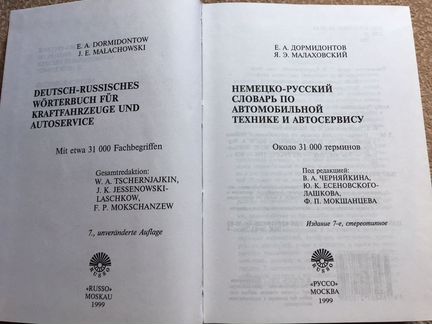 E. A. DORMIDONTOW
J. E. MALACHOWSKI
DEUTSCH-RUSSISCHES
WÖRTERBUCH FÜR
KRAFTFAHRZEUGE UND
AUTOSERVICE
Mit etwa 31 000 Fachbegriffen
Gesamtredaktion:
W. A. TSCHERNJAJKIN,
J. K. JESSENOWSKI-
LASCHKOW,
F. P. MOKSCHANZEW
7., unveränderte Auflage
RUSSO
«RUSSO»
MOSKAU
1999
Е. А. ДОРМИДОНТОВ
Я. Э. МАЛАХОВСКИЙ
НЕМЕЦКО-РУССКИЙ
СЛОВАРЬ ПО
АВТОМОБИЛЬНОЙ
ТЕХНИКЕ И АВТОСЕРВИСУ
Около 31 000 терминов
Под редакцией:
В. А. ЧЕРНЯЙКИНА,
Ю. К. ЕСЕНОВСКОГО-
ЛАШКОВА,
Ф. П. МОКШАНЦЕВА
Издание 7-е, стереотипное
RUSSO
«РУССО»
МОСКВА
1999